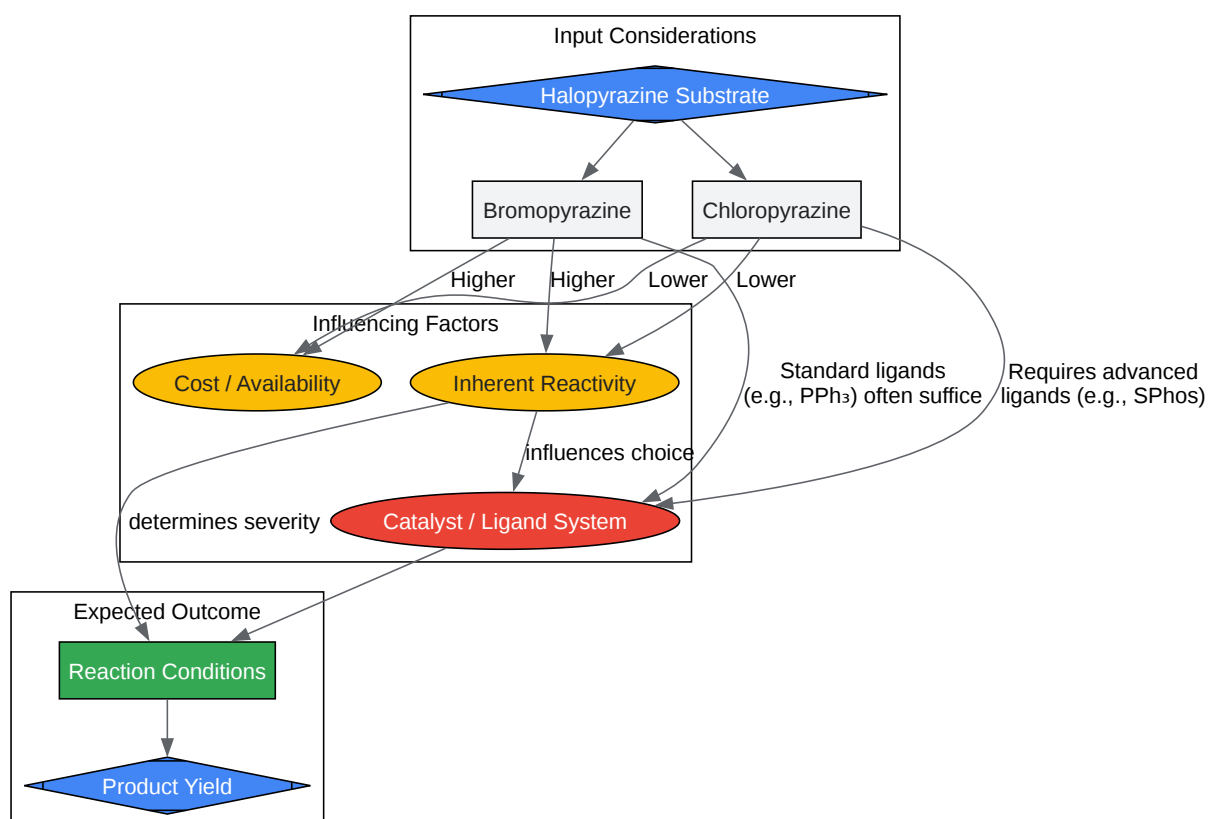 Input Considerations
Halopyrazine Substrate
Bromopyrazine
Chloropyrazine
Higher
Higher
Lower
Lower
Influencing Factors
Cost / Availability
Inherent Reactivity
Standard ligands
(e.g., PPh₃) often suffice
Requires advanced
ligands (e.g., SPhos)
influences choice
determines severity
Catalyst / Ligand System
Expected Outcome
Reaction Conditions
Product Yield